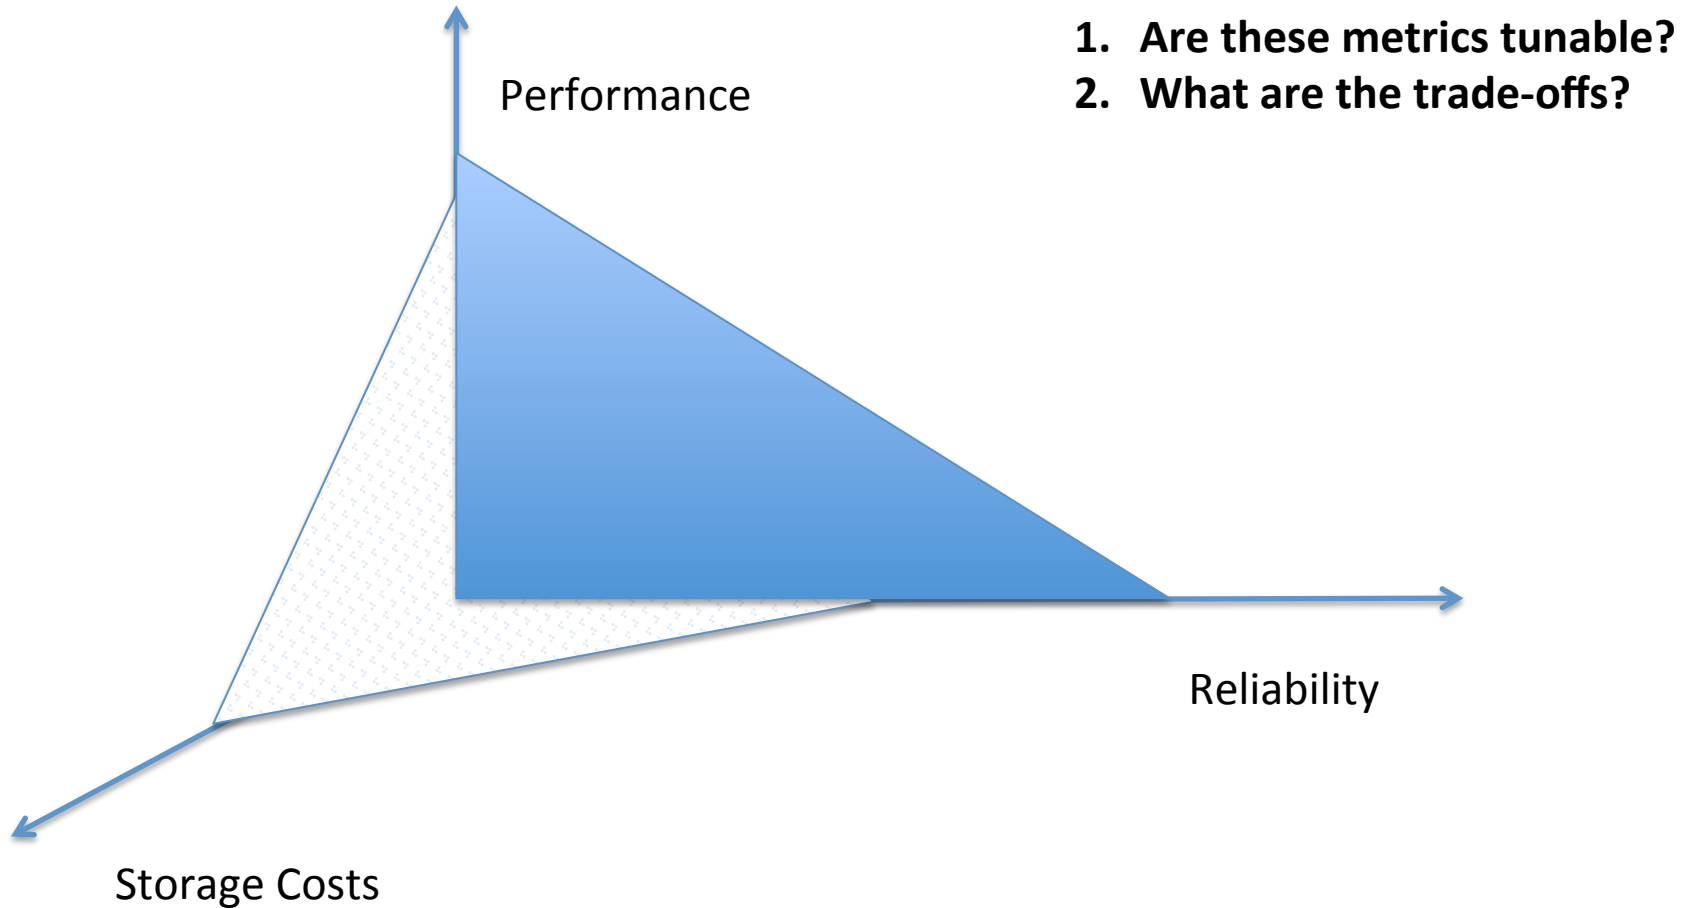 1. Are these metrics tunable?
2. What are the trade-offs?
Performance
Reliability
Storage Costs